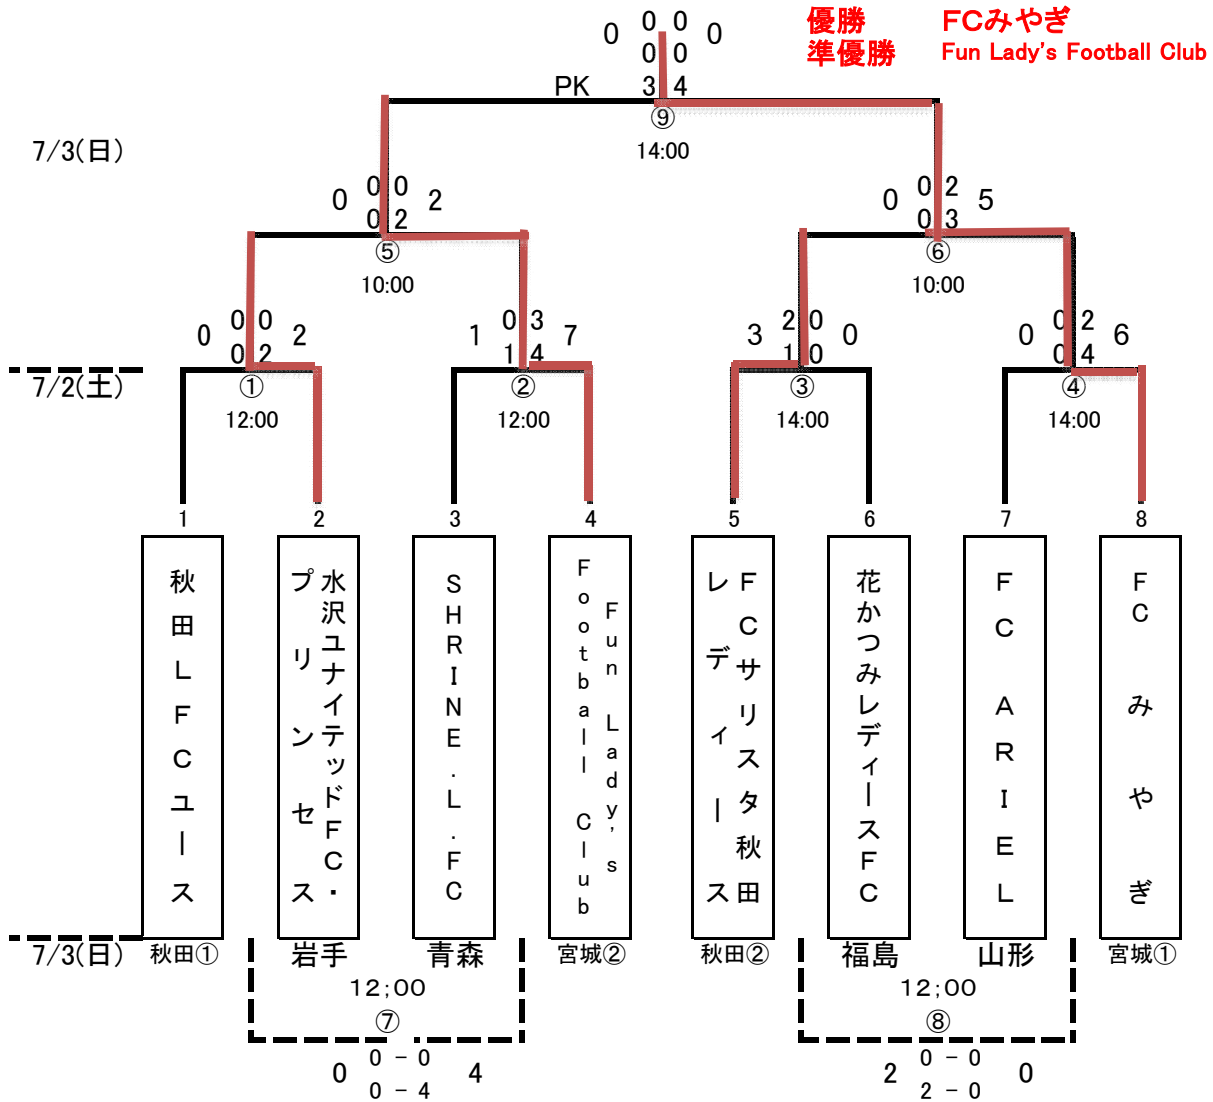 優勝 FCみやぎ
準優勝 Fun Lady's Football Club
0 0 0 0
0 0
PK 3 4
⑨
7/3(日)
14:00
0 0 0 2
0 2
⑤
10:00
0 0 2 5
0 3
⑥
10:00
0 0 0 2
0 2
①
12:00
1 0 3 7
1 4
②
12:00
3 2 0 0
1 0
③
14:00
0 0 2 6
0 4
④
14:00
7/2(土)
1 2 3 4 5 6 7 8
秋田LFCユース
水沢ユナイテッドFC・
プリンセス
SHRINE.L.FC
Fun Lady's
Football Club
FCサリスタ秋田
レディース
花かつみレディースFC
FC ARIEL
FCみやぎ
7/3(日) 秋田① 岩手 青森 宮城② 秋田② 福島 山形 宮城①
12;00
⑦
0 0-0 4
0-4
12;00
⑧
2 0-0 0
2-0